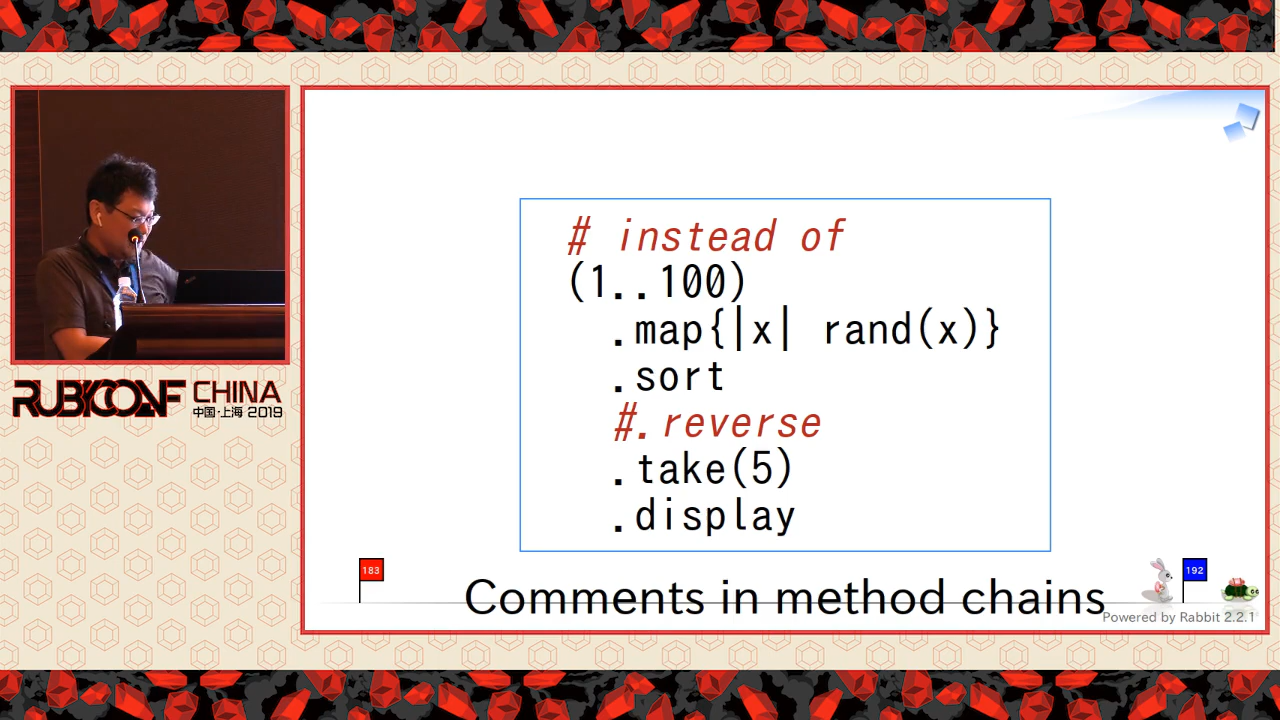 # instead of
(1..100)
.map{|x| rand(x)}
.sort
#.reverse
.take(5)
.display
RUBYCONF CHINA
中国·上海 2019
183
192
Comments in method chains
Powered by Rabbit 2.2.1